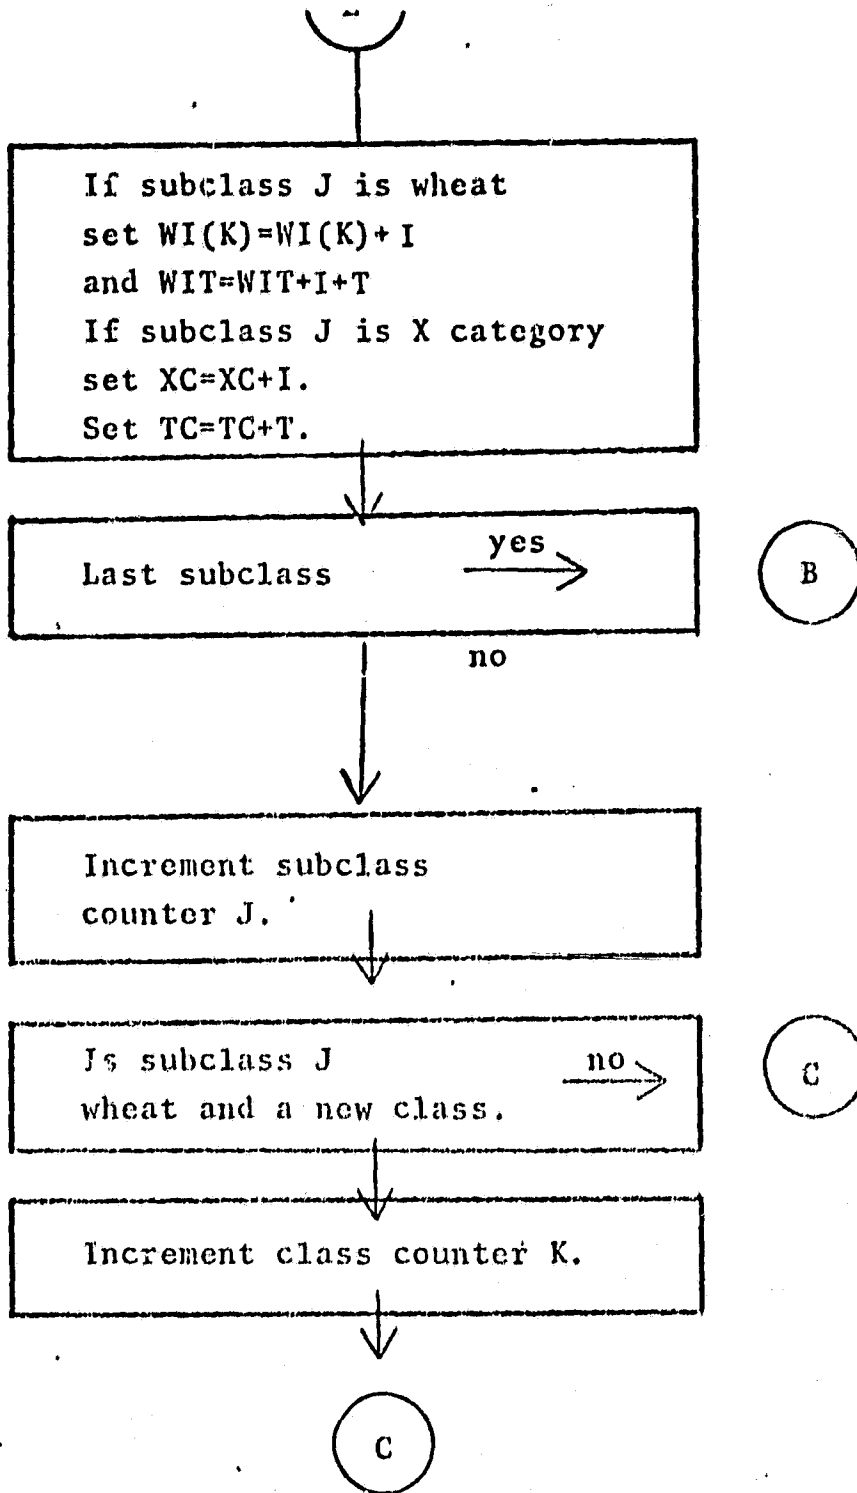 If subclass J is wheat
set WI(K)=WI(K)+I
and WIT=WIT+I+T
If subclass J is X category
set XC=XC+I.
Set TC=TC+T.
Last subclass
yes
B
no
Increment subclass
counter J.
Is subclass J
wheat and a new class.
no
C
Increment class counter K.
C